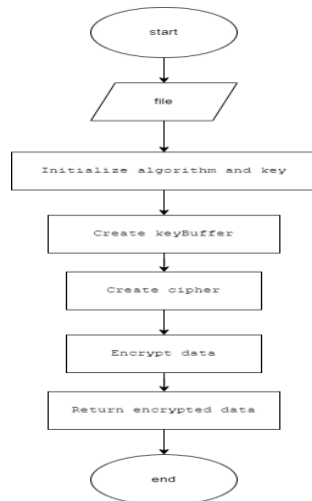 start
file
Initialize algorithm and key
Create keyBuffer
Create cipher
Encrypt data
Return encrypted data
end